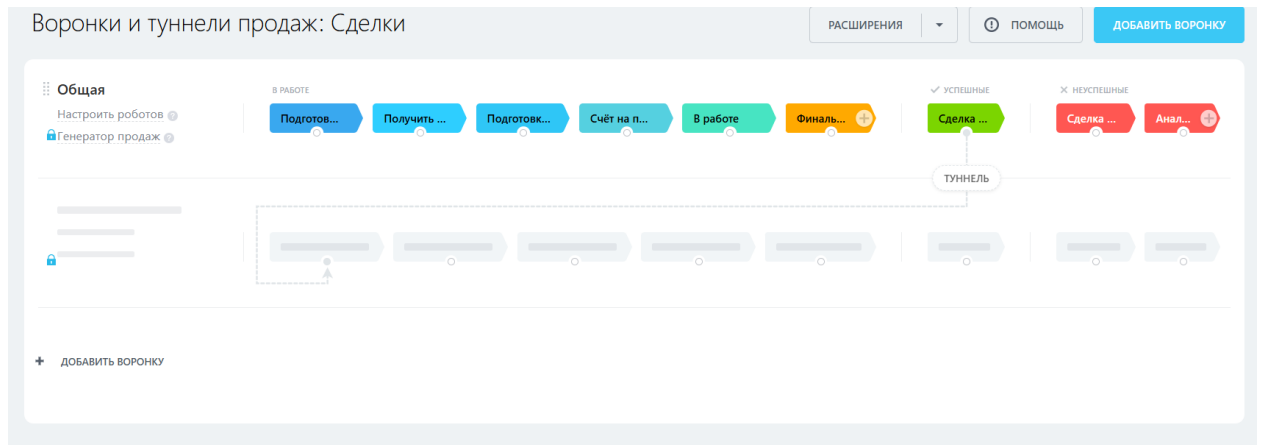 Воронки и туннели продаж: Сделки
РАСШИРЕНИЯ
ПОМОЩЬ
ДОБАВИТЬ ВОРОНКУ
Общая
Настроить роботов ?
Генератор продаж ?
В РАБОТЕ
УСПЕШНЫЕ
НЕУСПЕШНЫЕ
Подготов...
Получить ...
Подготовк...
Счёт на п...
В работе
Финаль...
Сделка ...
Сделка ...
Анал...
ТУННЕЛЬ
+ ДОБАВИТЬ ВОРОНКУ